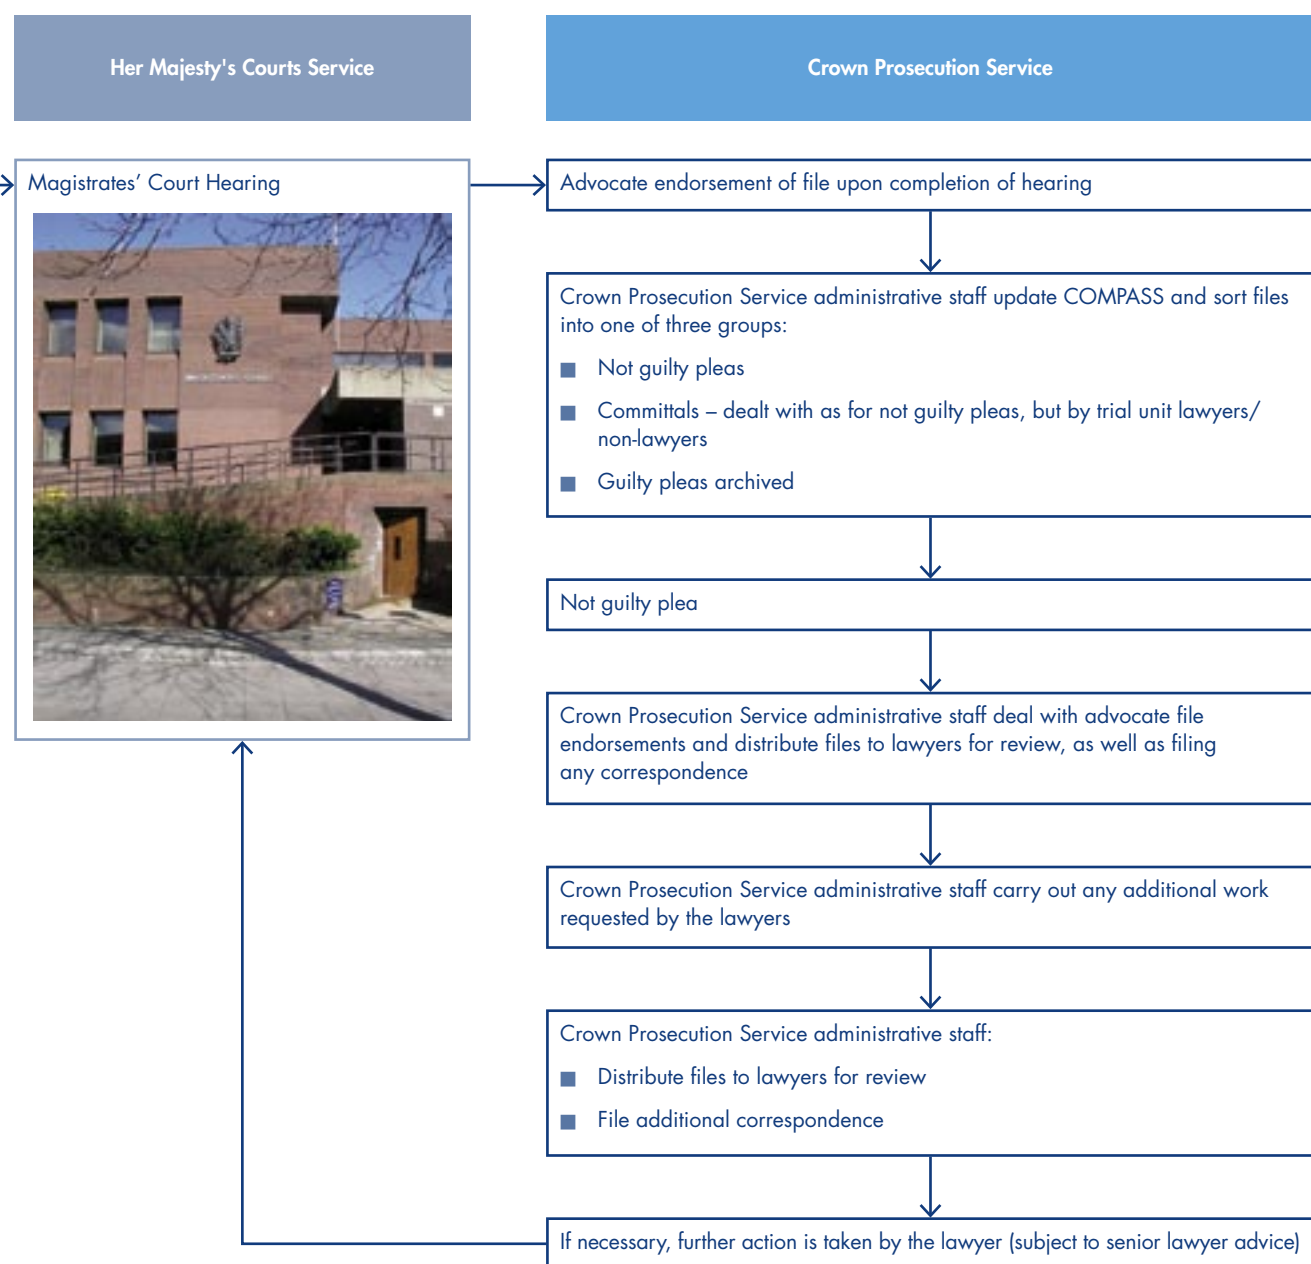 Her Majesty's Courts Service
Crown Prosecution Service
Magistrates’ Court Hearing
Advocate endorsement of file upon completion of hearing
Crown Prosecution Service administrative staff update COMPASS and sort files
into one of three groups:
Not guilty pleas
Committals – dealt with as for not guilty pleas, but by trial unit lawyers/
non-lawyers
Guilty pleas archived
Not guilty plea
Crown Prosecution Service administrative staff deal with advocate file
endorsements and distribute files to lawyers for review, as well as filing
any correspondence
Crown Prosecution Service administrative staff carry out any additional work
requested by the lawyers
Crown Prosecution Service administrative staff:
Distribute files to lawyers for review
File additional correspondence
If necessary, further action is taken by the lawyer (subject to senior lawyer advice)